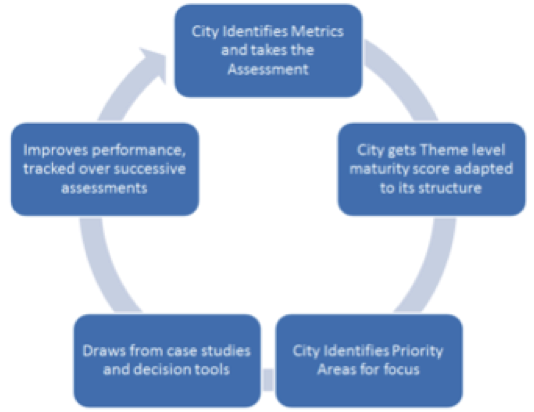 City Identifies Metrics
and takes the
Assessment
City gets Theme level
maturity score adapted
to its structure
City Identifies Priority
Areas for focus
Draws from case studies
and decision tools
Improves performance,
tracked over successive
assessments